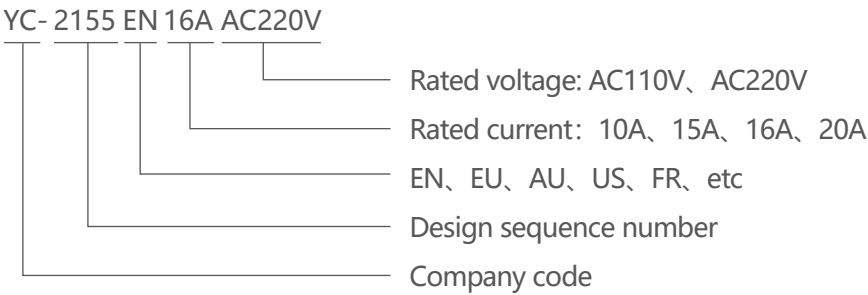 YC- 2155 EN 16A AC220V
Rated voltage: AC110V、AC220V
Rated current：10A、15A、16A、20A
EN、EU、AU、US、FR、etc
Design sequence number
Company code